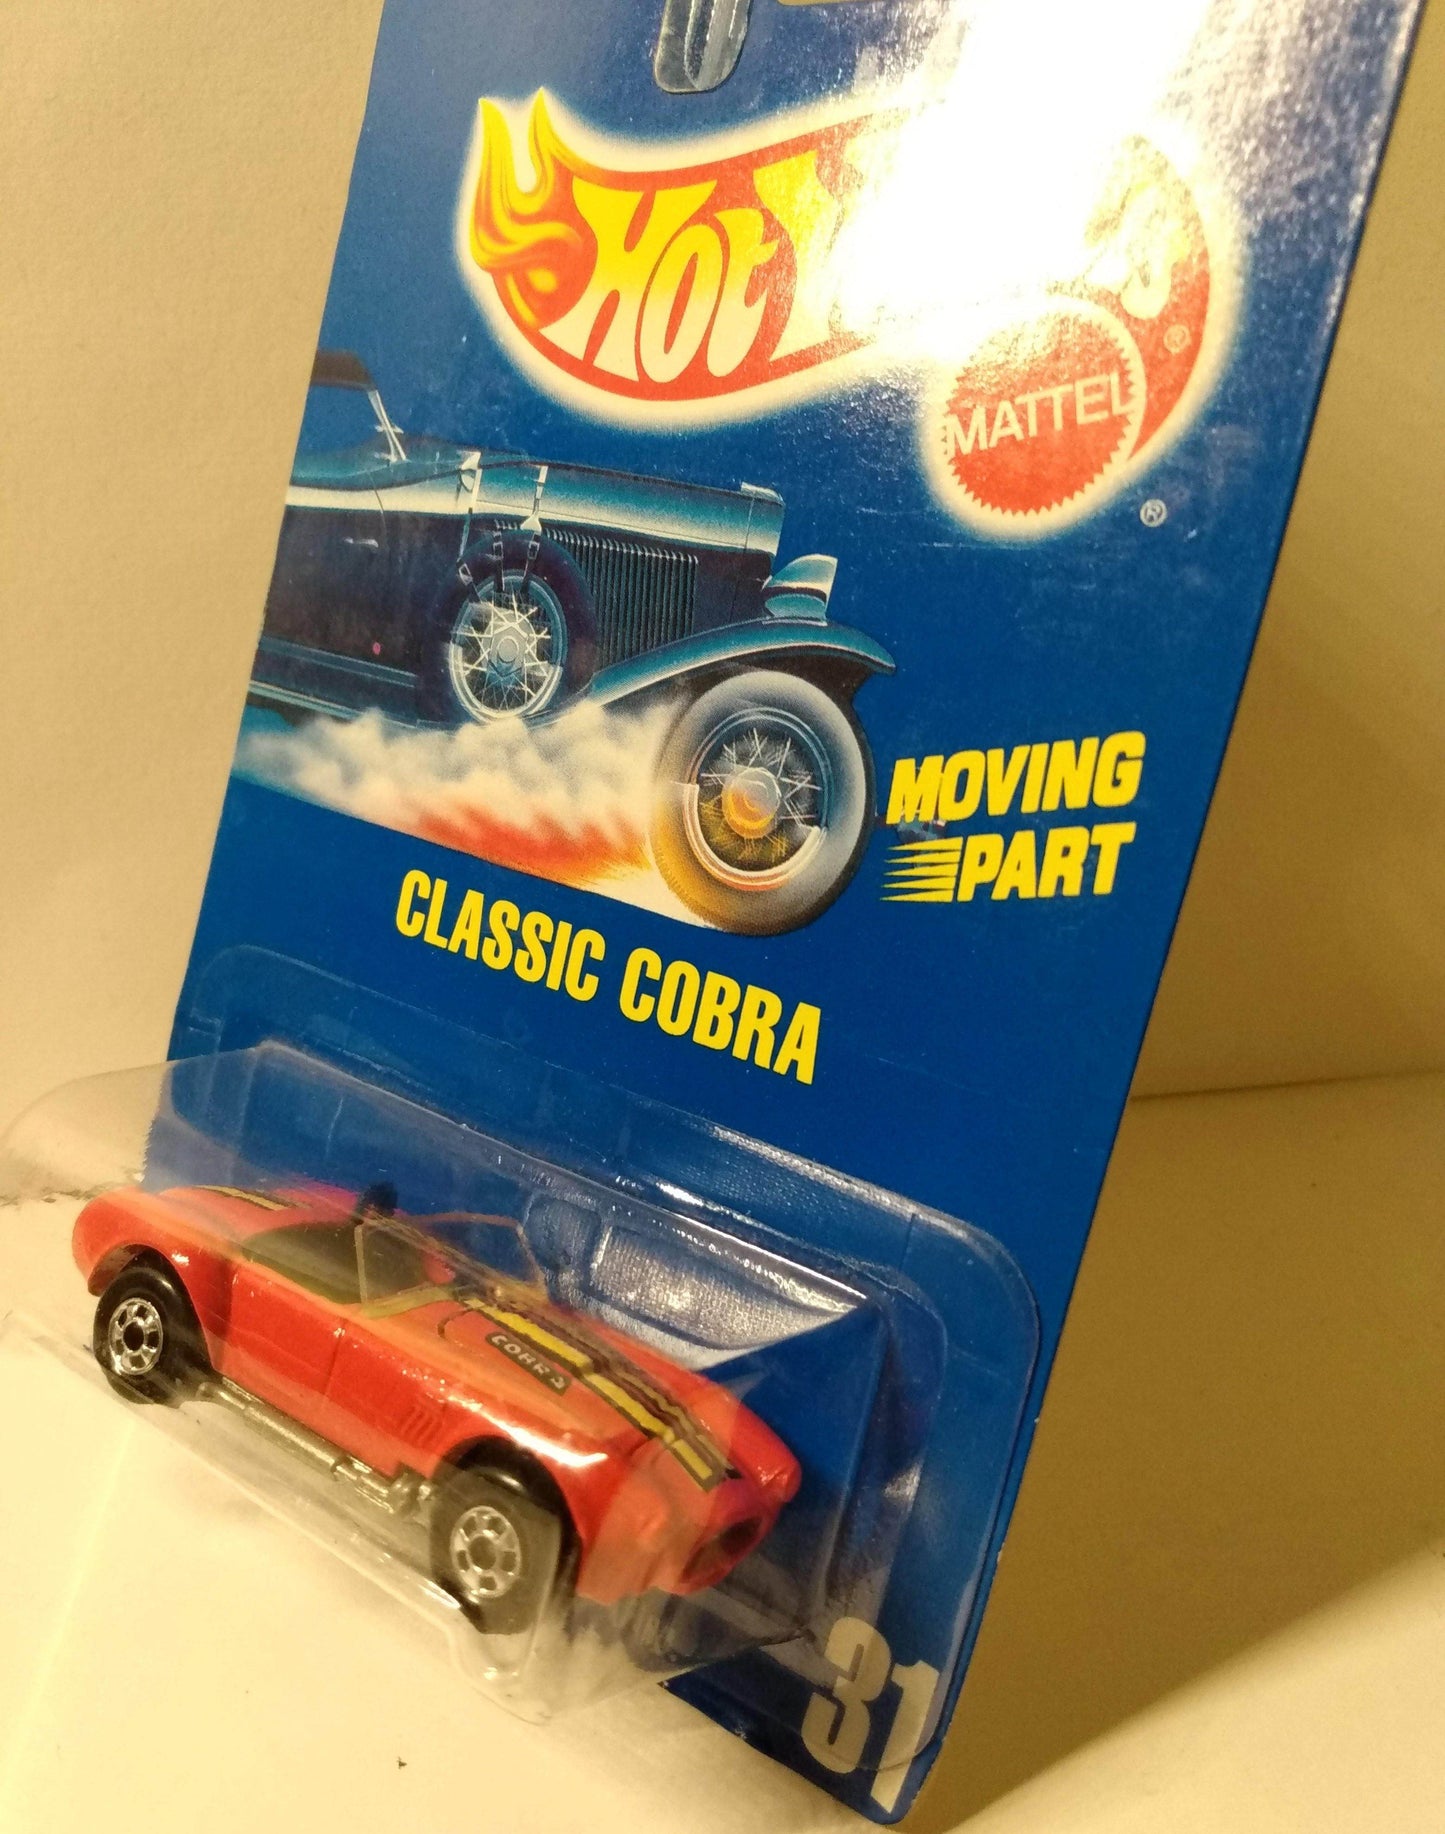 Hot
MATTEL
®
®
MOVING
PART
CLASSIC COBRA
COBRA
31